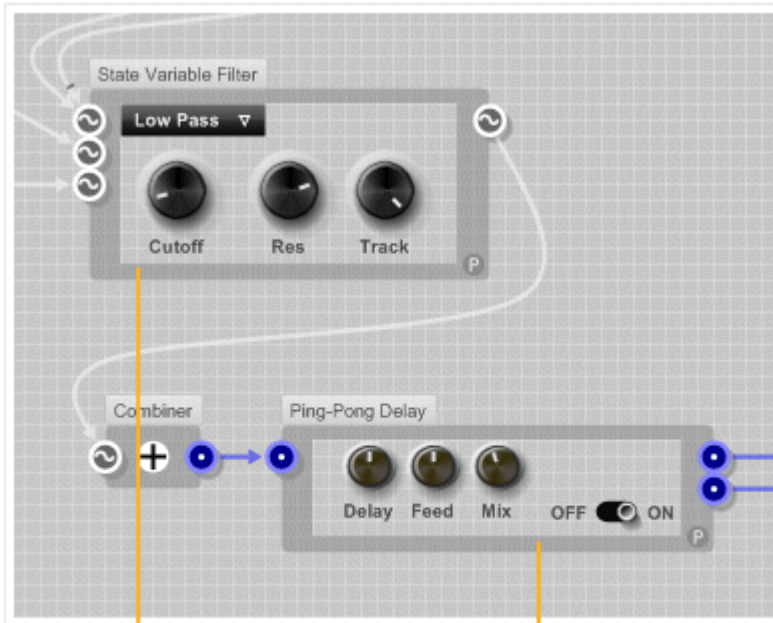 State Variable Filter
Low Pass
Cutoff Res Track
P
Combiner Ping-Pong Delay
Delay Feed Mix OFF ON
P